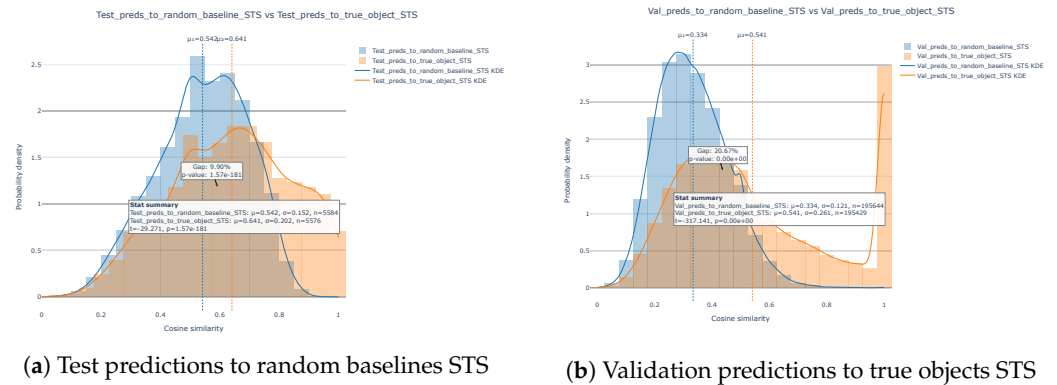 Test_preds_to_random_baseline_STS vs Test_preds_to_true_object_STS
μ₁=0.542
μ₂=0.641
Test_preds_to_random_baseline_STS
Test_preds_to_true_object_STS
Test_preds_to_random_baseline_STS KDE
Test_preds_to_true_object_STS KDE
Probability density
2.5
2
1.5
1
0.5
0
Gap: 9.90%
p-value: 1.57e-181
Stat summary
Test_preds_to_random_baseline_STS: μ=0.542, σ=0.152, n=5584
Test_preds_to_true_object_STS: μ=0.641, σ=0.202, n=5576
t=-29.271, p=1.57e-181
0 0.2 0.4 0.6 0.8 1
Cosine similarity
(a) Test predictions to random baselines STS
Val_preds_to_random_baseline_STS vs Val_preds_to_true_object_STS
μ₁=0.334
μ₂=0.541
Val_preds_to_random_baseline_STS
Val_preds_to_true_object_STS
Val_preds_to_random_baseline_STS KDE
Val_preds_to_true_object_STS KDE
Probability density
3
2.5
2
1.5
1
0.5
0
Gap: 20.67%
p-value: 0.00e+00
Stat summary
Val_preds_to_random_baseline_STS: μ=0.334, σ=0.121, n=195644
Val_preds_to_true_object_STS: μ=0.541, σ=0.261, n=195429
t=-317.141, p=0.00e+00
0 0.2 0.4 0.6 0.8 1
Cosine similarity
(b) Validation predictions to true objects STS